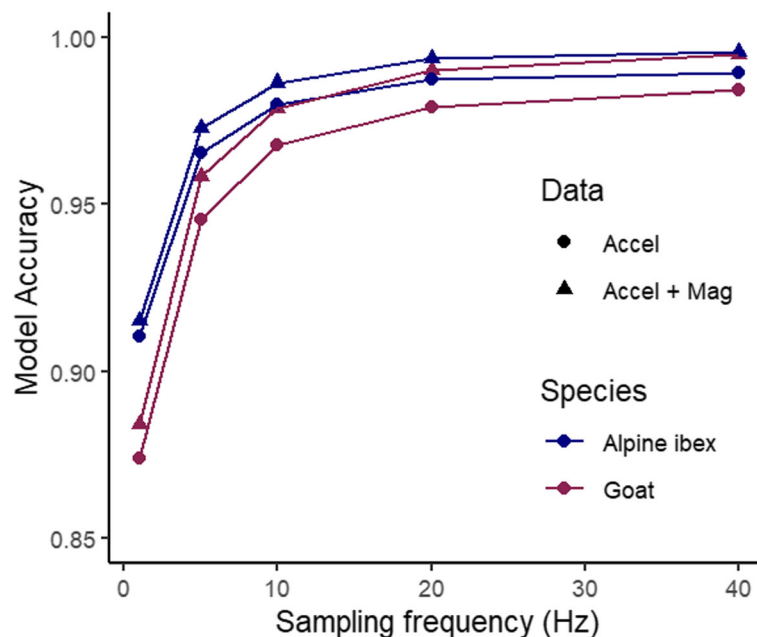 1.00
0.95
0.90
0.85
Model Accuracy
0
10
20
30
40
Sampling frequency (Hz)
Data
Accel
Accel + Mag
Species
Alpine ibex
Goat